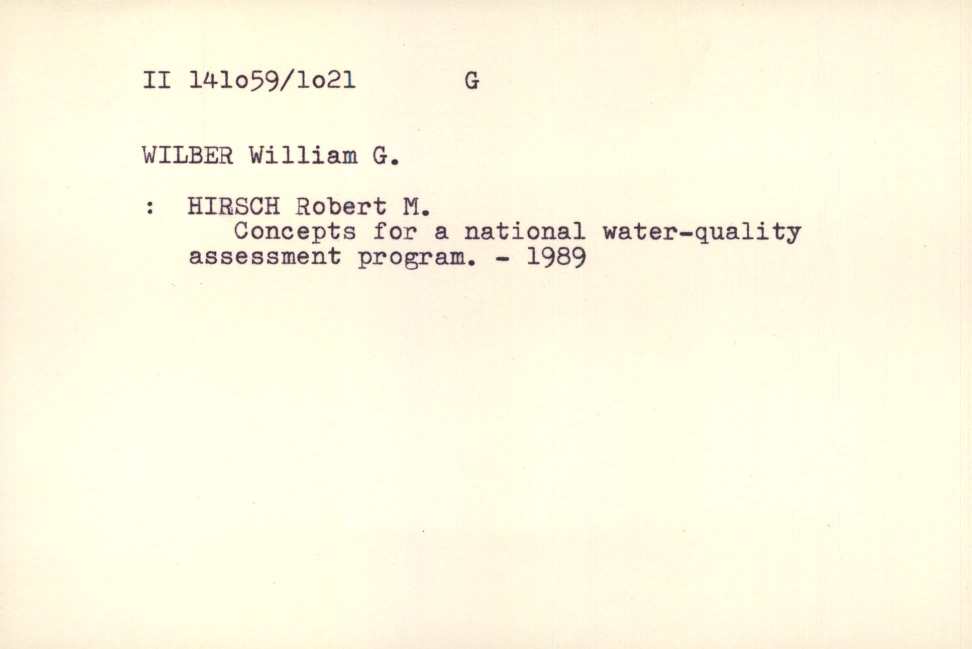 II 141o59/1o21 G
WILBER William G.
: HIRSCH Robert M.
Concepts for a national water-quality
assessment program. - 1989